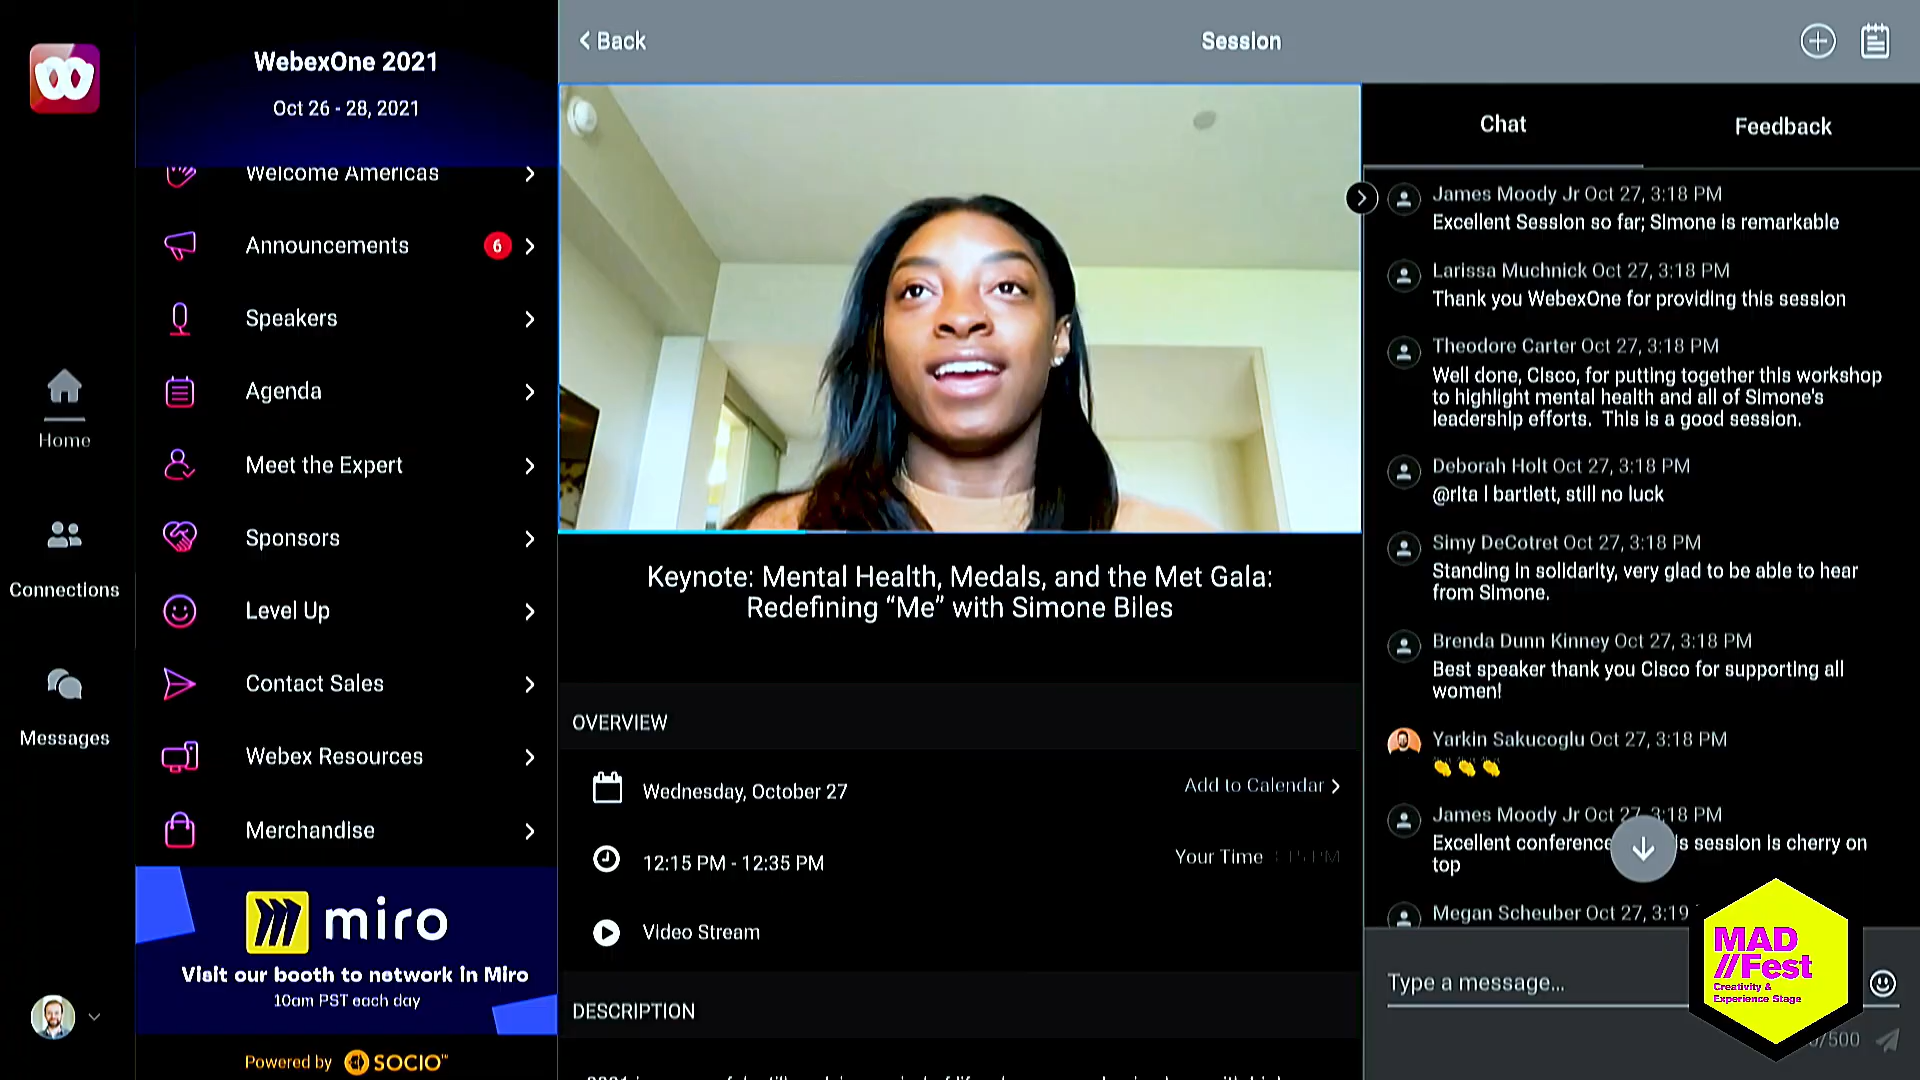 WebexOne 2021
Oct 26 - 28, 2021
Welcome Americas
Announcements
6
Speakers
Agenda
Meet the Expert
Sponsors
Level Up
Contact Sales
Webex Resources
Merchandise
Home
Connections
Messages
miro
Visit our booth to network in Miro
10am PST each day
Powered by SOCIO™
Back
Session
Keynote: Mental Health, Medals, and the Met Gala:
Redefining “Me” with Simone Biles
OVERVIEW
Wednesday, October 27
Add to Calendar
12:15 PM - 12:35 PM
Your Time
Video Stream
DESCRIPTION
Chat
Feedback
James Moody Jr Oct 27, 3:18 PM
Excellent Session so far; Simone is remarkable
Larissa Muchnick Oct 27, 3:18 PM
Thank you WebexOne for providing this session
Theodore Carter Oct 27, 3:18 PM
Well done, Cisco, for putting together this workshop
to highlight mental health and all of Simone's
leadership efforts. This is a good session.
Deborah Holt Oct 27, 3:18 PM
@rita l bartlett, still no luck
Simy DeCotret Oct 27, 3:18 PM
Standing in solidarity, very glad to be able to hear
from Simone.
Brenda Dunn Kinney Oct 27, 3:18 PM
Best speaker thank you Cisco for supporting all
women!
Yarkin Sakucoglu Oct 27, 3:18 PM
👏 👏 👏
James Moody Jr Oct 27, 3:18 PM
Excellent conference session is cherry on
top
Megan Scheuber Oct 27, 3:19
Type a message...
/500
MAD
//Fest
Creativity &
Experience Stage